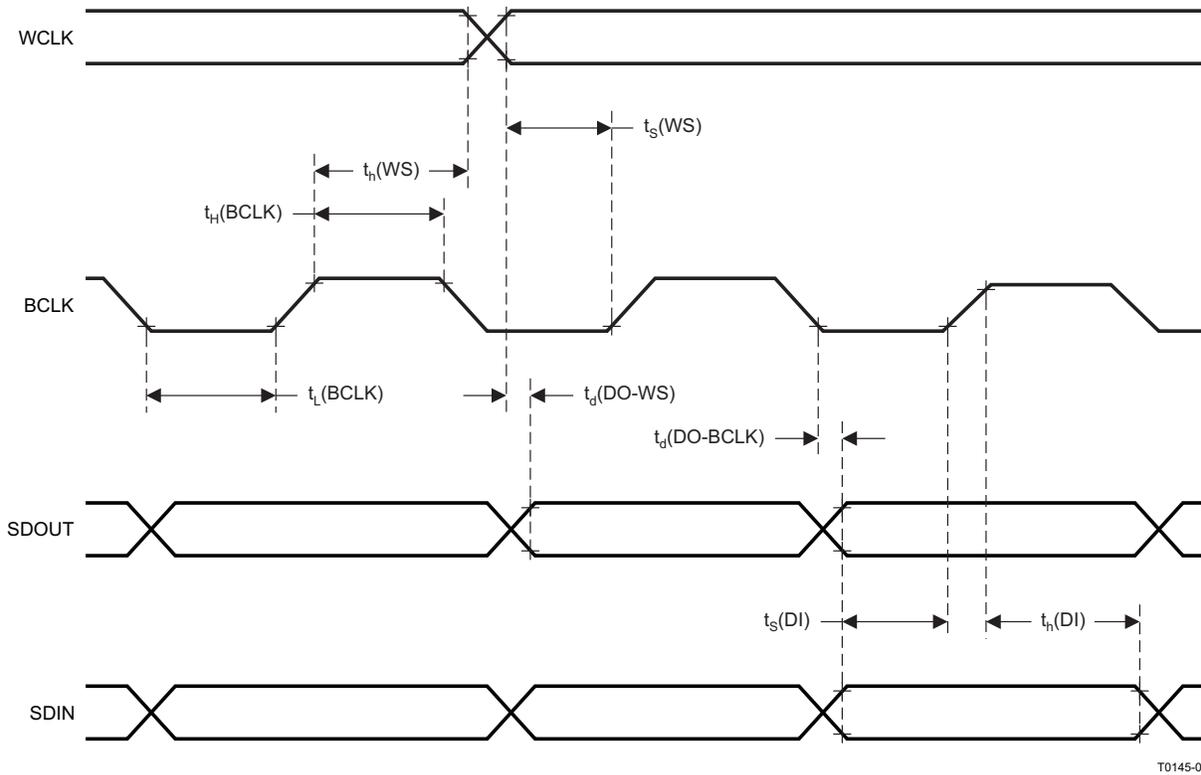 WCLK
tS(WS)
th(WS)
tH(BCLK)
BCLK
tL(BCLK)
td(DO-WS)
td(DO-BCLK)
SDOUT
tS(DI)
th(DI)
SDIN
T0145-0